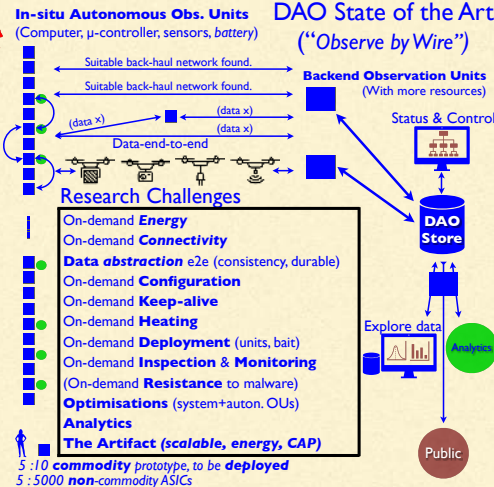 In-situ Autonomous Obs. Units
(Computer, μ-controller, sensors, battery)
DAO State of the Art
("Observe by Wire")
Suitable back-haul network found.
Suitable back-haul network found.
Backend Observation Units
(With more resources)
(data x)
(data x)
(data x)
Data-end-to-end
Status & Control
DAO
Store
Research Challenges
On-demand Energy
On-demand Connectivity
Data abstraction e2e (consistency, durable)
On-demand Configuration
On-demand Keep-alive
On-demand Heating
On-demand Deployment (units, bait)
On-demand Inspection & Monitoring
(On-demand Resistance to malware)
Optimisations (system+auton. OUs)
Analytics
The Artifact (scalable, energy, CAP)
Explore data
Analytics
Public
5 :10 commodity prototype, to be deployed
5 : 5000 non-commodity ASICs